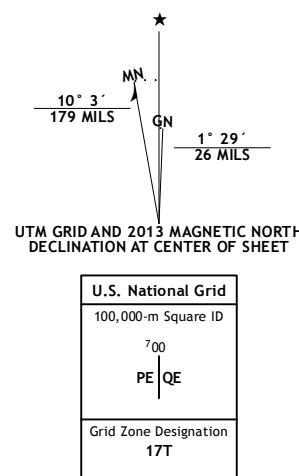 MN
10° 3´
179 MILS
GN
1° 29´
26 MILS
UTM GRID AND 2013 MAGNETIC NORTH
DECLINATION AT CENTER OF SHEET
U.S. National Grid
100,000-m Square ID
⁷00
PE QE
Grid Zone Designation
17T